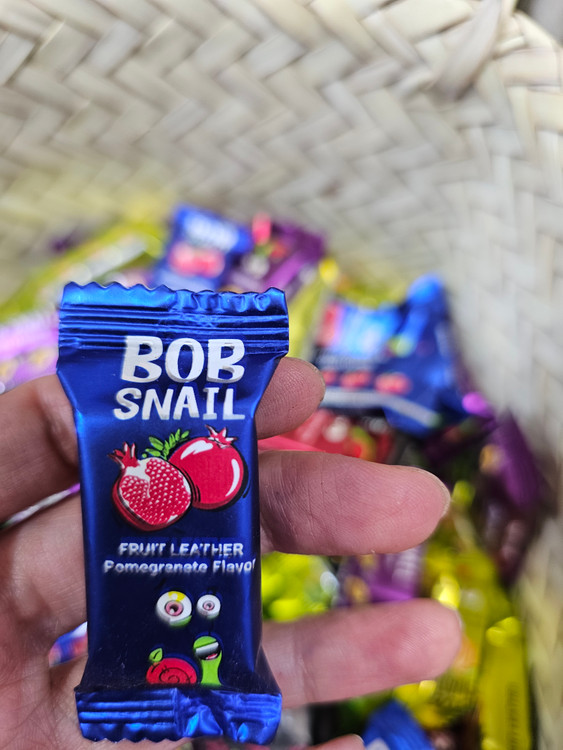 BOB
SNAIL
FRUIT LEATHER
Pomegranate Flavor